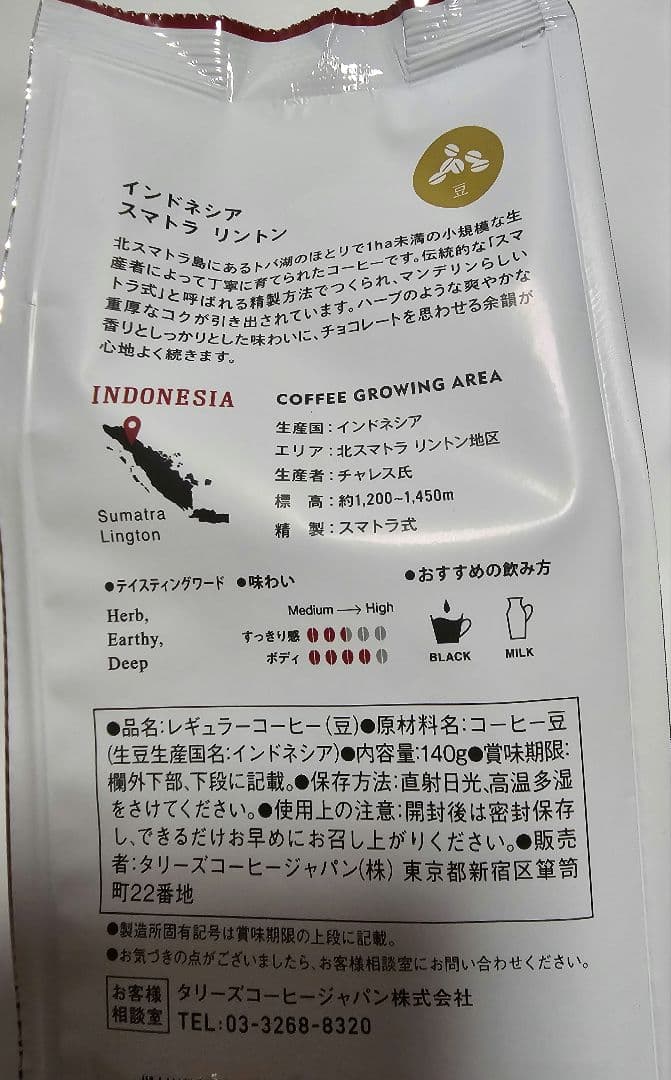 豆
インドネシア
スマトラ リントン
北スマトラ島にあるトバ湖のほとりで1ha未満の小規模な生
産者によって丁寧に育てられたコーヒーです。伝統的な「スマ
トラ式」と呼ばれる精製方法でつくられ、マンデリンらしい
重厚なコクが引き出されています。ハーブのような爽やかな
香りとしっかりとした味わいに、チョコレートを思わせる余韻が
心地よく続きます。
INDONESIA
Sumatra
Lington
COFFEE GROWING AREA
生産国:インドネシア
エリア:北スマトラ リントン地区
生産者:チャレス氏
標 高:約1,200~1,450m
精 製:スマトラ式
●テイスティングワード
Herb,
Earthy,
Deep
●味わい
Medium → High
すっきり感
ボディ
●おすすめの飲み方
BLACK
MILK
●品名:レギュラーコーヒー(豆)●原材料名:コーヒー豆
(生豆生産国名:インドネシア)●内容量:140g●賞味期限:
欄外下部、下段に記載。●保存方法:直射日光、高温多湿
をさけてください。●使用上の注意:開封後は密封保存
し、できるだけお早めにお召し上がりください。●販売
者:タリーズコーヒージャパン(株) 東京都新宿区箪笥
町22番地
●製造所固有記号は賞味期限の上段に記載。
●お気づきの点がございましたら、お客様相談室にお問い合わせください。
お客様
相談室
タリーズコーヒージャパン株式会社
TEL:03-3268-8320